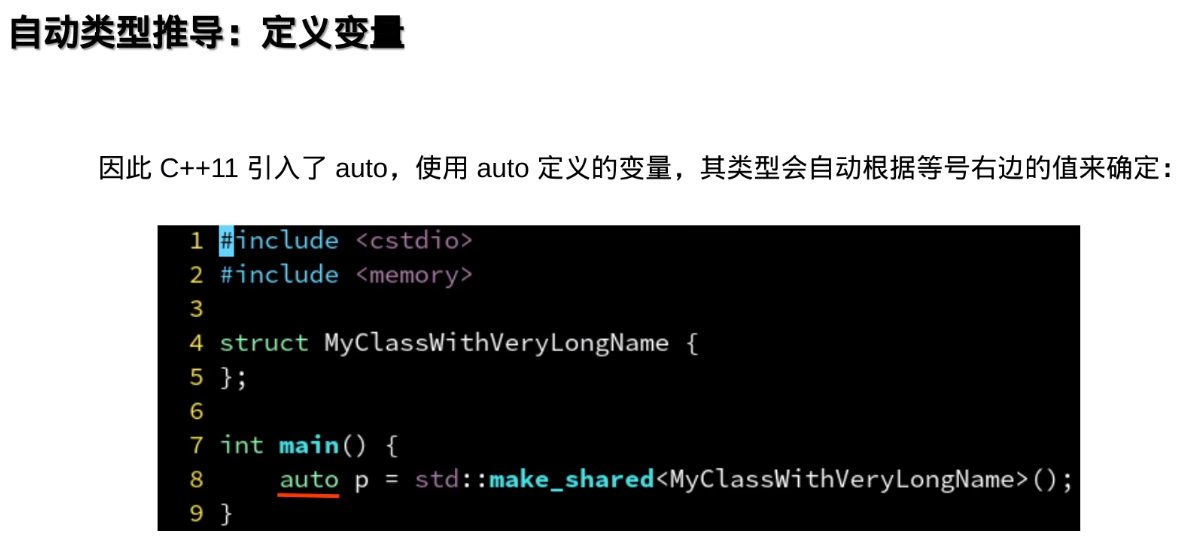 自动类型推导：定义变量
因此 C++11 引入了 auto，使用 auto 定义的变量，其类型会自动根据等号右边的值来确定：
1 #include <cstdio>
2 #include <memory>
3
4 struct MyClassWithVeryLongName {
5 };
6
7 int main() {
8     auto p = std::make_shared<MyClassWithVeryLongName>();
9 }